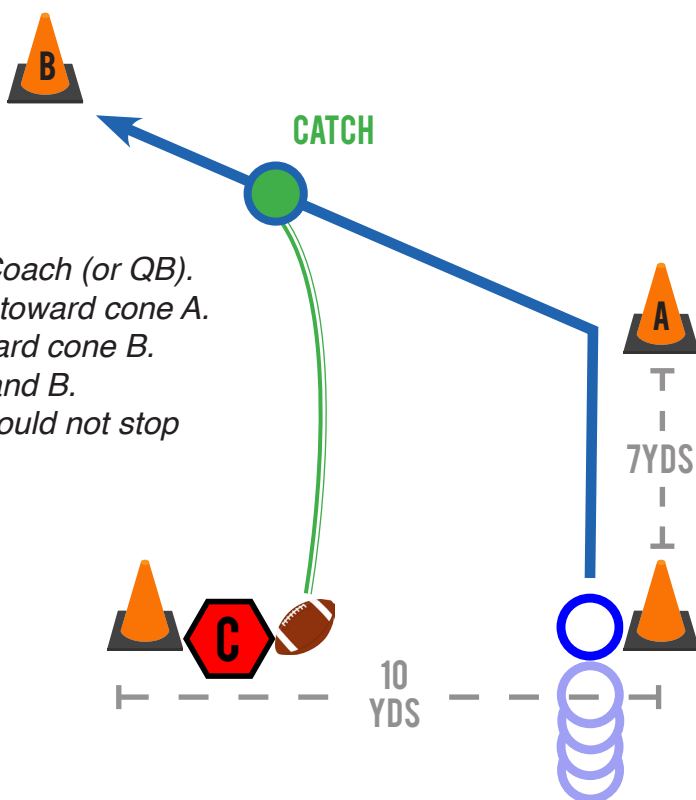 B
CATCH
Coach (or QB).
toward cone A.
ard cone B.
and B.
ould not stop
A
7YDS
C
10
YDS